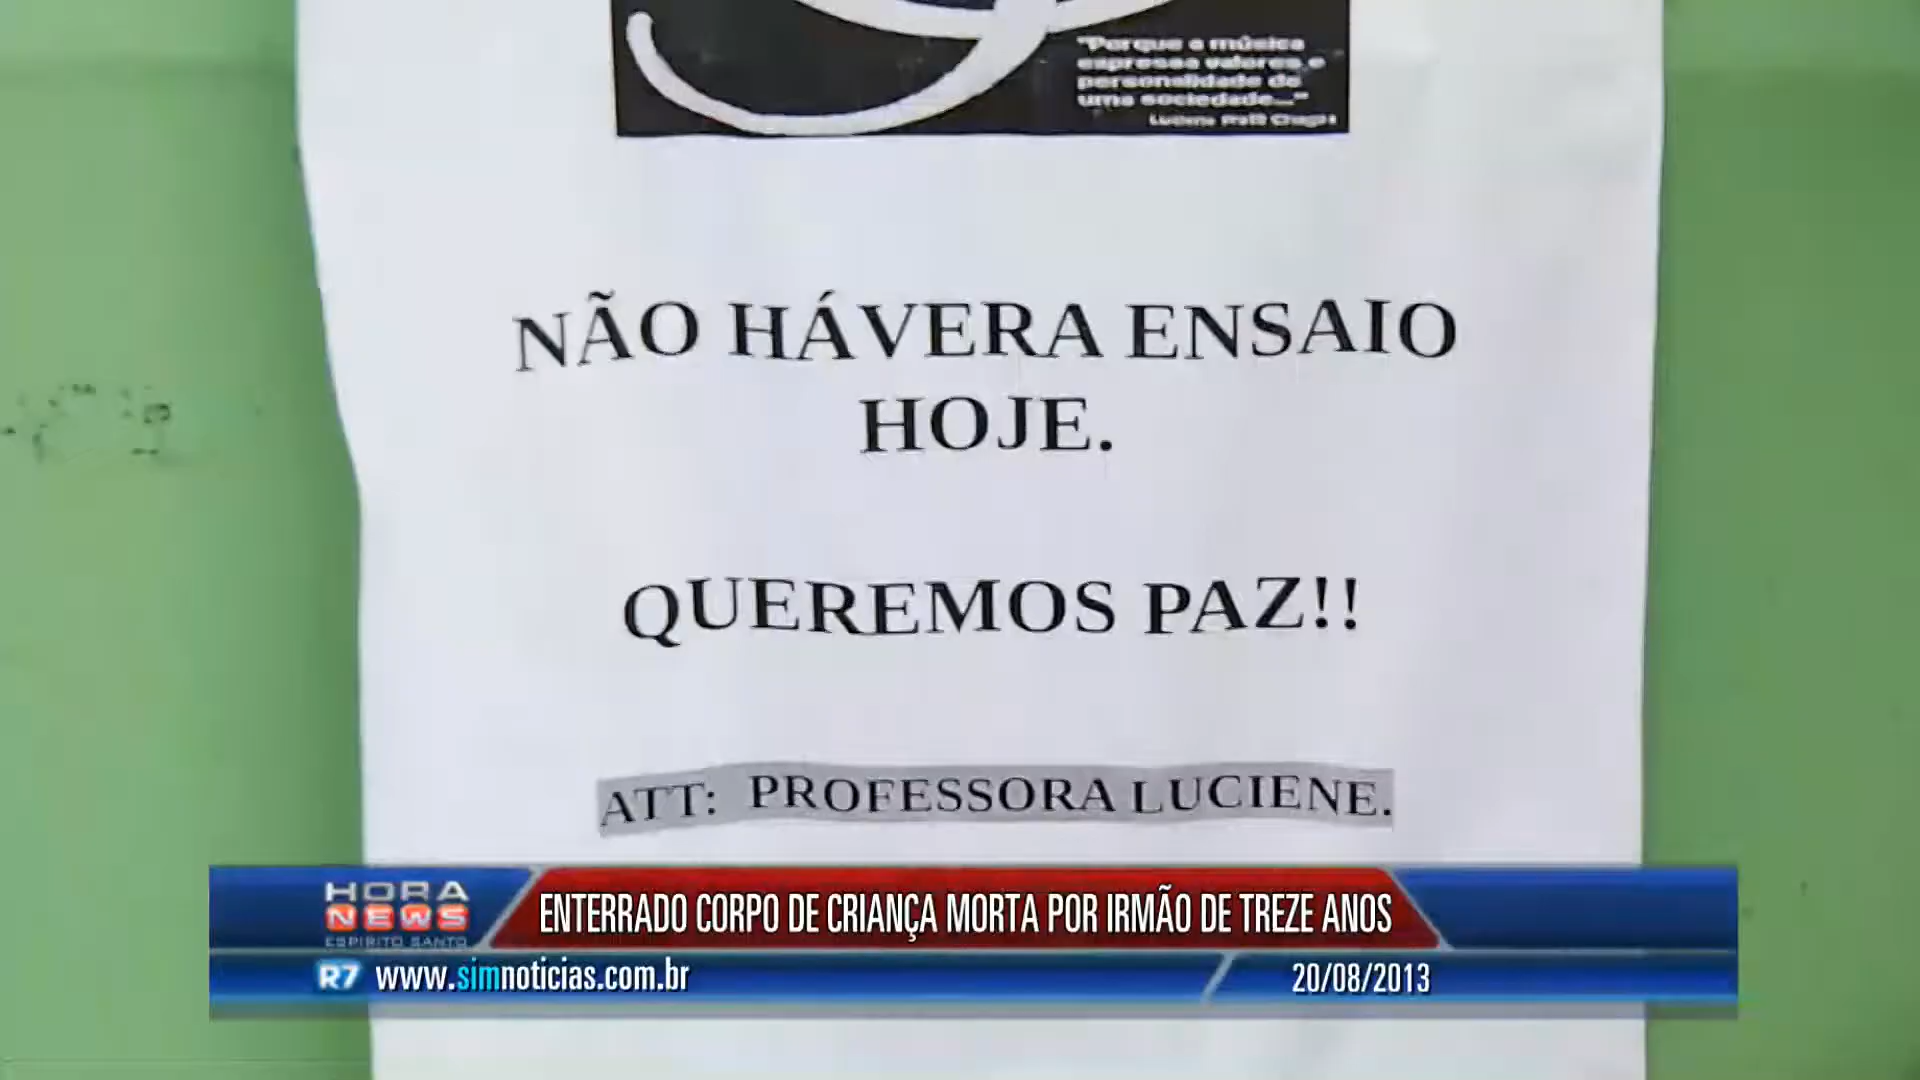 "Porque a música
expressa valores e
personalidade de
uma sociedade..."
NÃO HÁVERA ENSAIO
HOJE.
QUEREMOS PAZ!!
ATT: PROFESSORA LUCIENE.
HORA
NEWS
ESPIRITO SANTO
ENTERRADO CORPO DE CRIANÇA MORTA POR IRMÃO DE TREZE ANOS
R7 www.simnoticias.com.br
20/08/2013